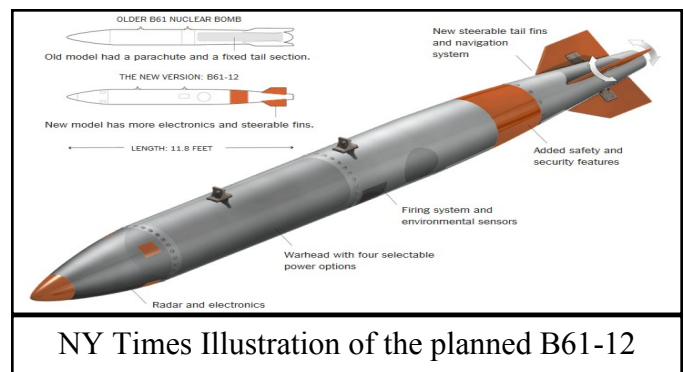 OLDER B61 NUCLEAR BOMB
Old model had a parachute and a fixed tail section.
THE NEW VERSION: B61-12
New model has more electronics and steerable fins.
LENGTH: 11.8 FEET
New steerable tail fins
and navigation
system
Added safety and
security features
Firing system and
environmental sensors
Warhead with four selectable
power options
Radar and electronics
NY Times Illustration of the planned B61-12